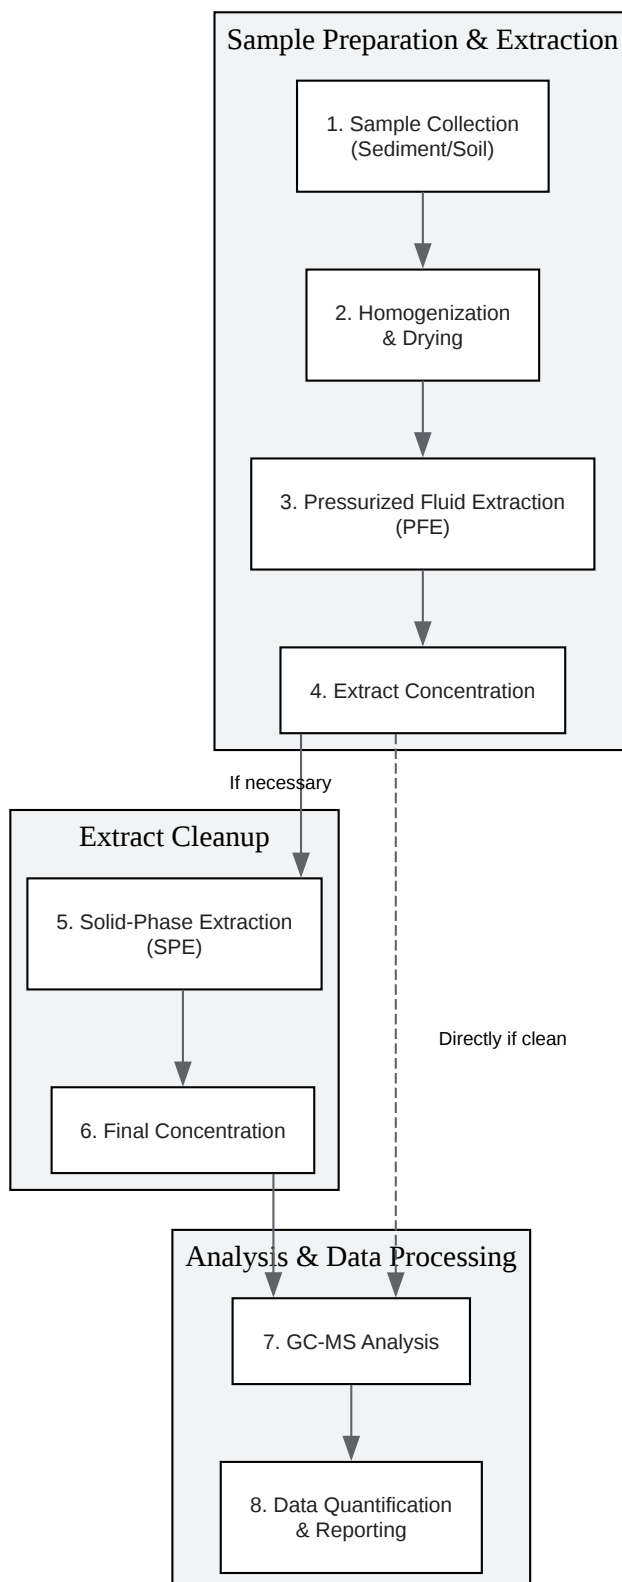 Sample Preparation & Extraction
1. Sample Collection
(Sediment/Soil)
2. Homogenization
& Drying
3. Pressurized Fluid Extraction
(PFE)
4. Extract Concentration
If necessary
Extract Cleanup
5. Solid-Phase Extraction
(SPE)
Directly if clean
6. Final Concentration
Analysis & Data Processing
7. GC-MS Analysis
8. Data Quantification
& Reporting